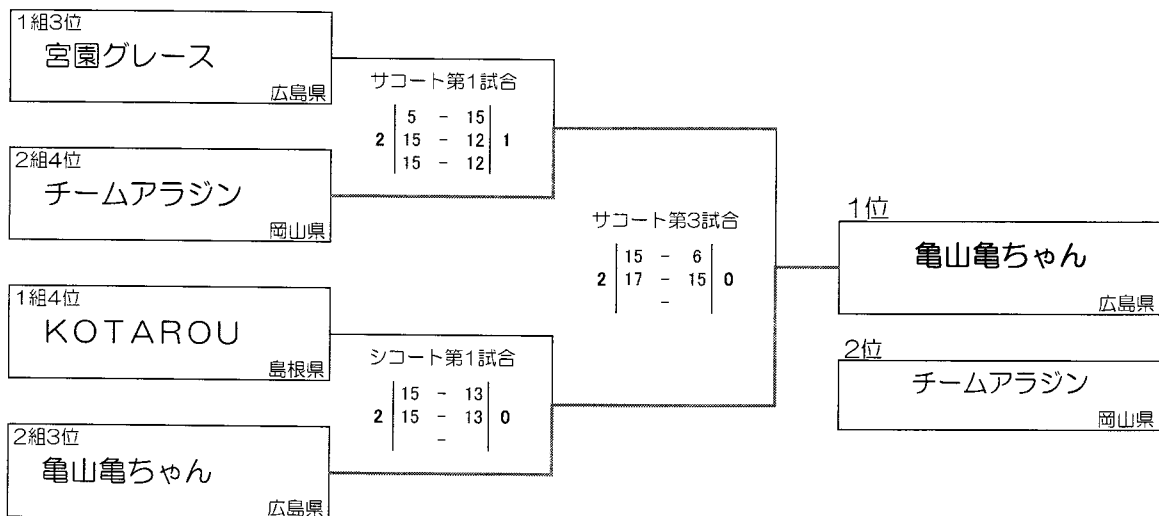 1組3位
宮園グレース
広島県
2組4位
チームアラジン
岡山県
1組4位
KOTAROU
島根県
2組3位
亀山亀ちゃん
広島県
サコート第1試合
5 - 15
2 15 - 12 1
15 - 12
シコート第1試合
15 - 13
2 15 - 13 0
-
サコート第3試合
15 - 6
2 17 - 15 0
-
1位
亀山亀ちゃん
広島県
2位
チームアラジン
岡山県